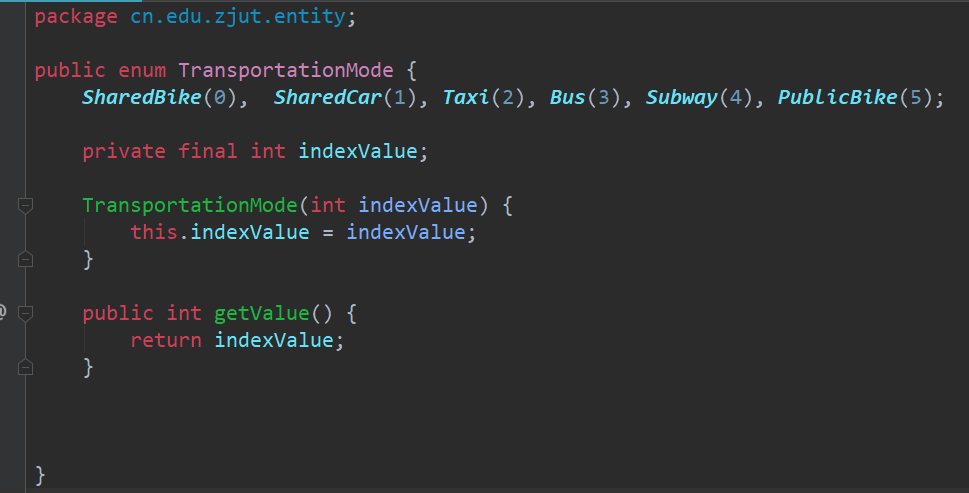 package cn.edu.zjut.entity;
public enum TransportationMode {
SharedBike(0),  SharedCar(1), Taxi(2), Bus(3), Subway(4), PublicBike(5);
private final int indexValue;
TransportationMode(int indexValue) {
this.indexValue = indexValue;
}
@ public int getValue() {
return indexValue;
}
}